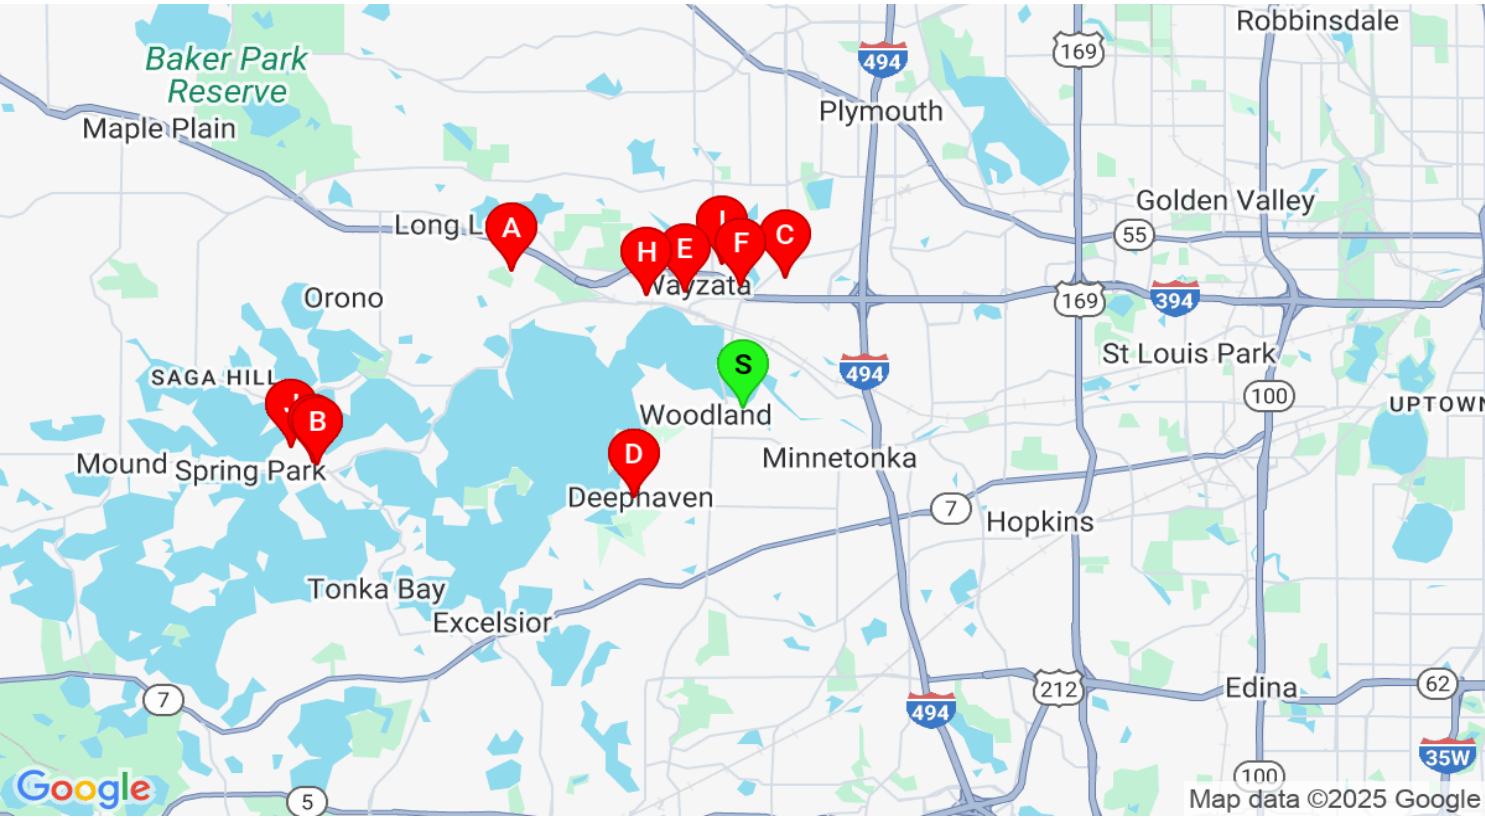 Robbinsdale
169
Baker Park
Reserve
494
Plymouth
Maple Plain
Golden Valley
Long L
A
55
H
E
F
C
Wayzata
Orono
169
394
St Louis Park
SAGA HILL
S
494
100
UPTOWN
J
B
Woodland
Mound
Spring Park
D
Minnetonka
Deephaven
7
Hopkins
Tonka Bay
Excelsior
7
212
Edina
62
494
35W
Google
5
100
Map data ©2025 Google